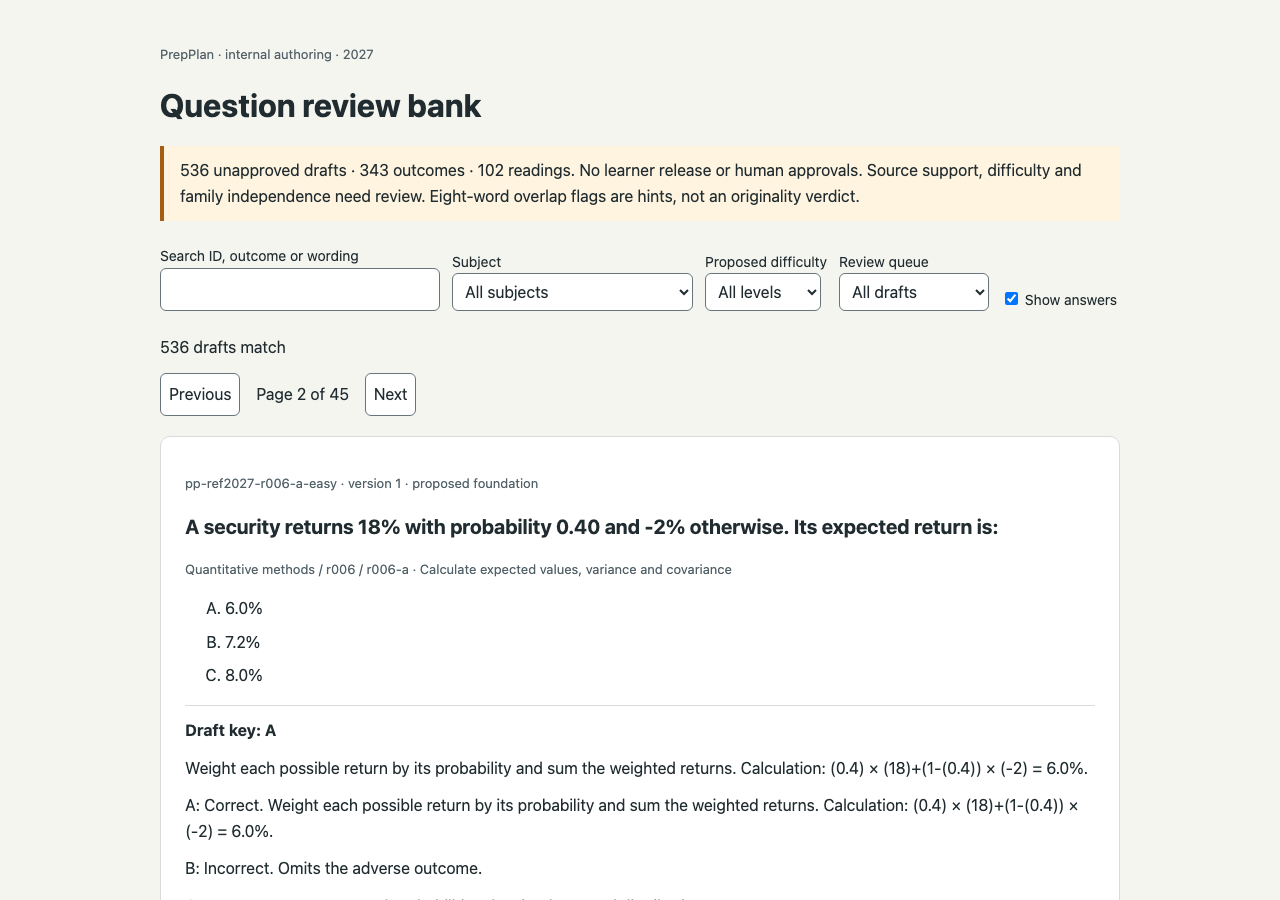 PrepPlan · internal authoring · 2027
Question review bank
536 unapproved drafts · 343 outcomes · 102 readings. No learner release or human approvals. Source support, difficulty and
family independence need review. Eight-word overlap flags are hints, not an originality verdict.
Search ID, outcome or wording
Subject
Proposed difficulty
Review queue
All subjects
All levels
All drafts
Show answers
536 drafts match
Previous
Page 2 of 45
Next
pp-ref2027-r006-a-easy · version 1 · proposed foundation
A security returns 18% with probability 0.40 and -2% otherwise. Its expected return is:
Quantitative methods / r006 / r006-a · Calculate expected values, variance and covariance
A. 6.0%
B. 7.2%
C. 8.0%
Draft key: A
Weight each possible return by its probability and sum the weighted returns. Calculation: (0.4) × (18)+(1-(0.4)) × (-2) = 6.0%.
A: Correct. Weight each possible return by its probability and sum the weighted returns. Calculation: (0.4) × (18)+(1-(0.4)) ×
(-2) = 6.0%.
B: Incorrect. Omits the adverse outcome.